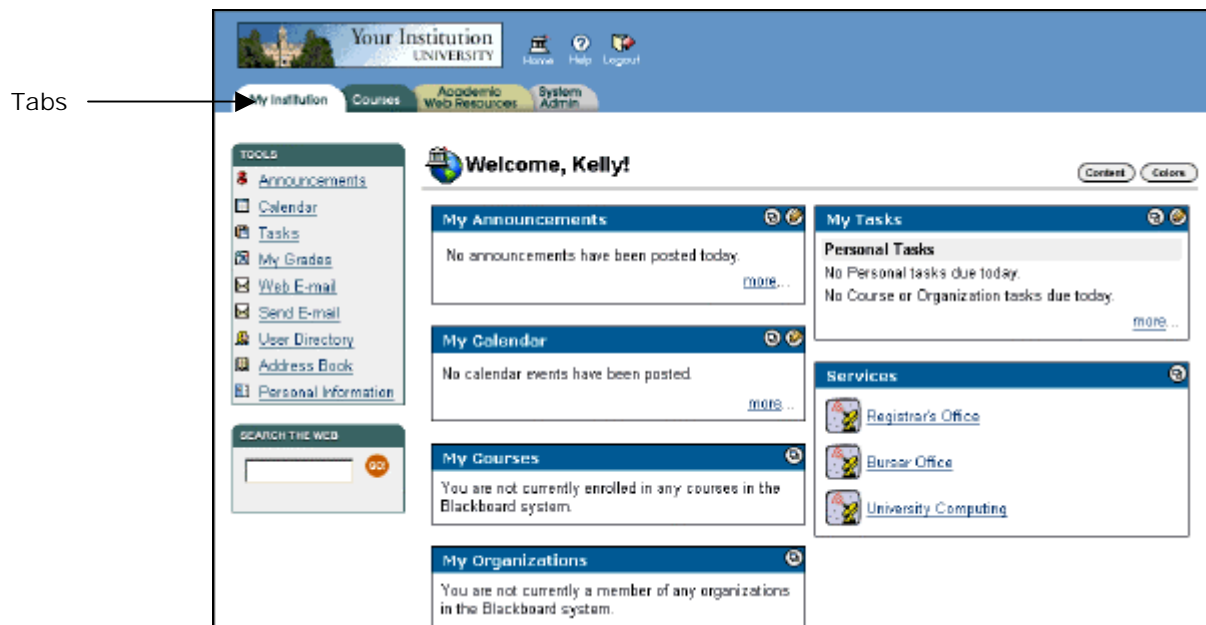 Your Institution
UNIVERSITY
Home Help Logout
Tabs
My Institution Courses Academic Web Resources System Admin
TOOLS
Announcements
Calendar
Tasks
My Grades
Web E-mail
Send E-mail
User Directory
Address Book
Personal Information
SEARCH THE WEB
GO!
Welcome, Kelly!
Content Colors
My Announcements
No announcements have been posted today.
more...
My Calendar
No calendar events have been posted.
more...
My Courses
You are not currently enrolled in any courses in the
Blackboard system.
My Organizations
You are not currently a member of any organizations
in the Blackboard system.
My Tasks
Personal Tasks
No Personal tasks due today.
No Course or Organization tasks due today.
more...
Services
Registrar's Office
Bursar Office
University Computing